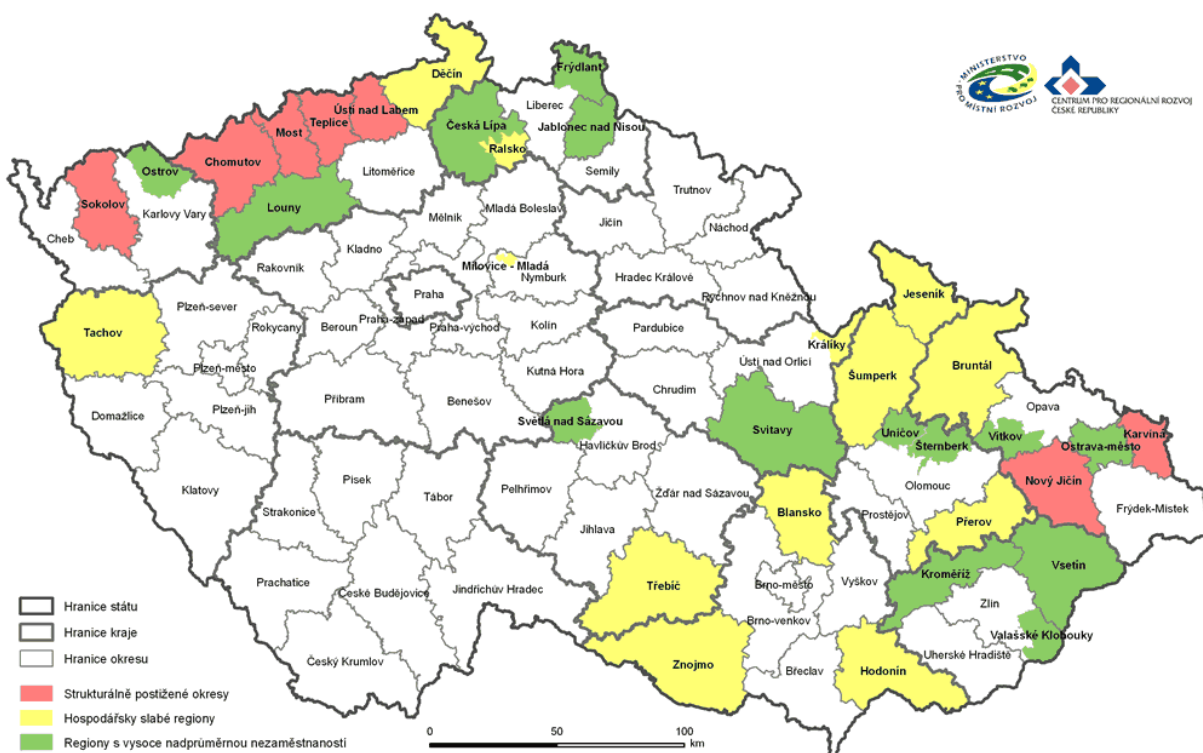 MINISTERSTVO
PRO MÍSTNÍ ROZVOJ
CENTRUM PRO REGIONÁLNÍ ROZVOJ
ČESKÉ REPUBLIKY
Děčín
Frýdlant
Liberec
Ústí nad Labem
Teplice
Most
Česká Lípa
Jablonec nad Nisou
Ralsko
Chomutov
Ostrov
Litoměřice
Semily
Trutnov
Sokolov
Karlovy Vary
Louny
Mělník
Mladá Boleslav
Jičín
Náchod
Cheb
Kladno
Rakovník
Milovice - Mladá
Nymburk
Hradec Králové
Rychnov nad Kněžnou
Praha
Jeseník
Plzeň-sever
Rokycany
Beroun
Praha-západ
Praha-východ
Kolín
Pardubice
Tachov
Králíky
Plzeň-město
Ústí nad Orlicí
Šumperk
Bruntál
Kutná Hora
Chrudim
Příbram
Benešov
Domažlice
Plzeň-jih
Opava
Světlá nad Sázavou
Svitavy
Uničov
Šternberk
Vítkov
Karviná
Ostrava-město
Havlíčkův Brod
Klatovy
Písek
Tábor
Pelhřimov
Žďár nad Sázavou
Olomouc
Nový Jičín
Blansko
Prostějov
Přerov
Frýdek-Místek
Strakonice
Jihlava
Vsetín
Kroměříž
Prachatice
České Budějovice
Jindřichův Hradec
Třebíč
Brno-město
Vyškov
Zlín
Brno-venkov
Valašské Klobouky
Uherské Hradiště
Český Krumlov
Znojmo
Břeclav
Hodonín
Hranice státu
Hranice kraje
Hranice okresu
Strukturálně postižené okresy
Hospodářsky slabé regiony
Regiony s vysoce nadprůměrnou nezaměstnaností
0 50 100
km